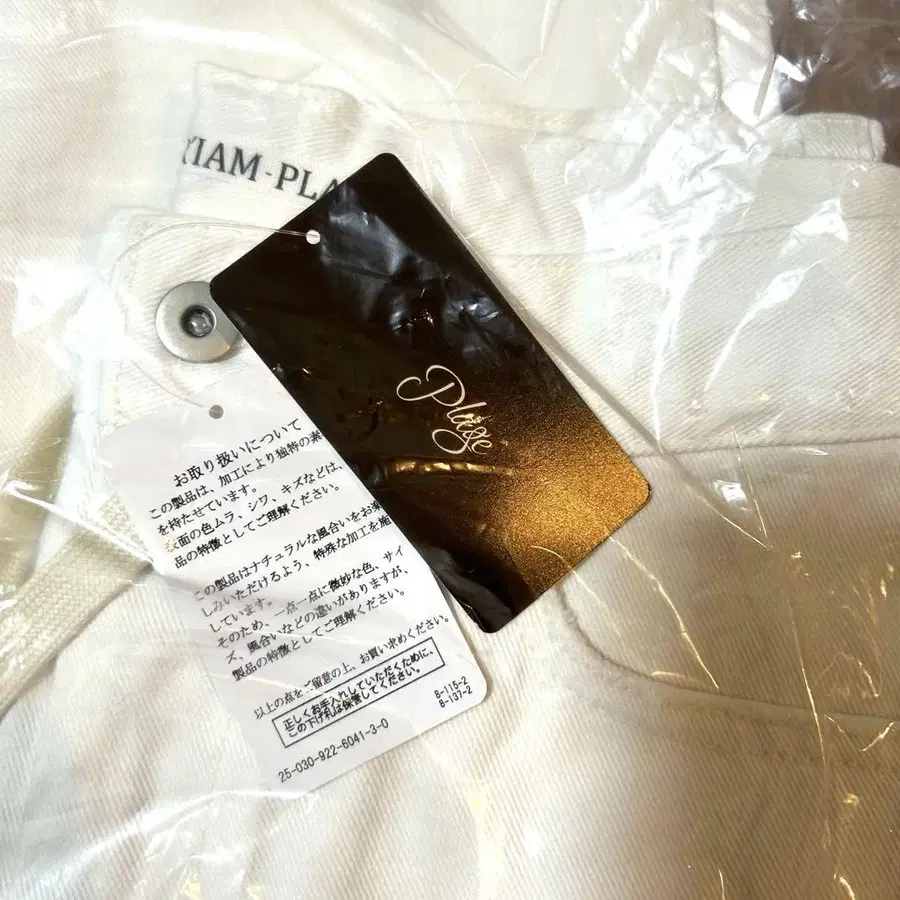 YIAM-PLA
Plage
お取り扱いについて
この製品は、加工により独特の素
を持たせています。
表面の色ムラ、シワ、キズなどは、
品の特徴としてご理解ください。
この製品はナチュラルな風合いをお楽
しみいただけるよう、特殊な加工を施
しています。
そのため、一点一点に微妙な色、サイ
ズ、風合いなどの違いがありますが、
製品の特徴としてご理解ください。
以上の点をご留意の上、お買い求めください。
正しくお手入れしていただくために、
この下げ札は保管してください。
B-115-2
B-137-2
25-030-922-6041-3-0